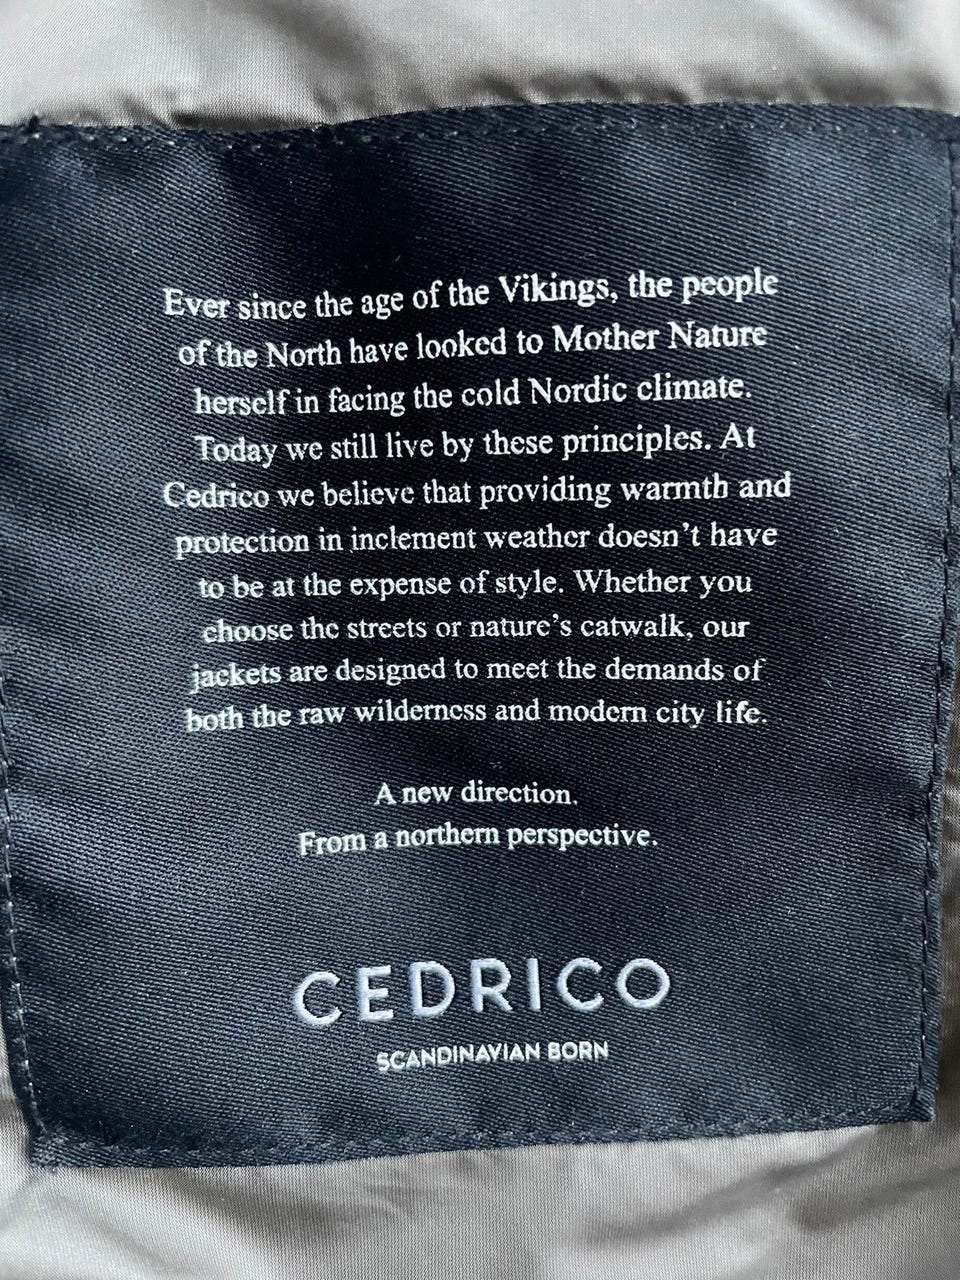 Ever since the age of the Vikings, the people
of the North have looked to Mother Nature
herself in facing the cold Nordic climate.
Today we still live by these principles. At
Cedrico we believe that providing warmth and
protection in inclement weather doesn't have
to be at the expense of style. Whether you
choose the streets or nature's catwalk, our
jackets are designed to meet the demands of
both the raw wilderness and modern city life.
A new direction.
From a northern perspective.
CEDRICO
SCANDINAVIAN BORN